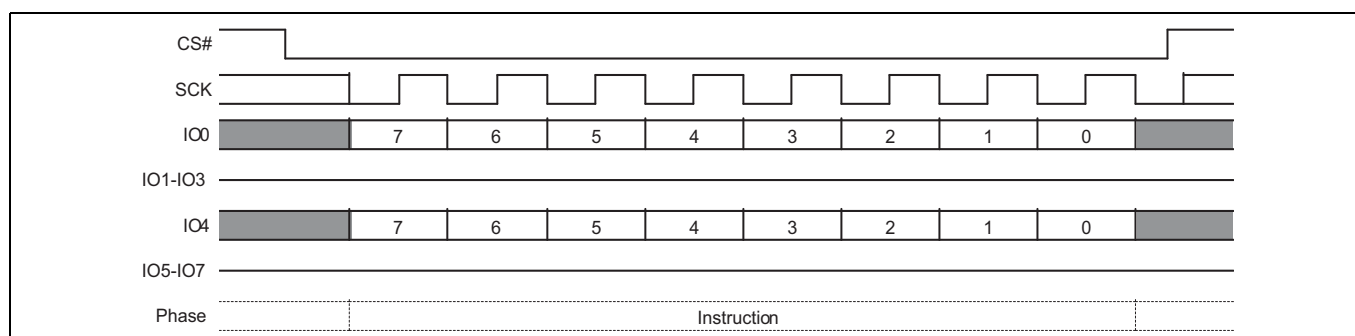 CS#
SCK
IO0 7 6 5 4 3 2 1 0
IO1-IO3
IO4 7 6 5 4 3 2 1 0
IO5-IO7
Phase Instruction